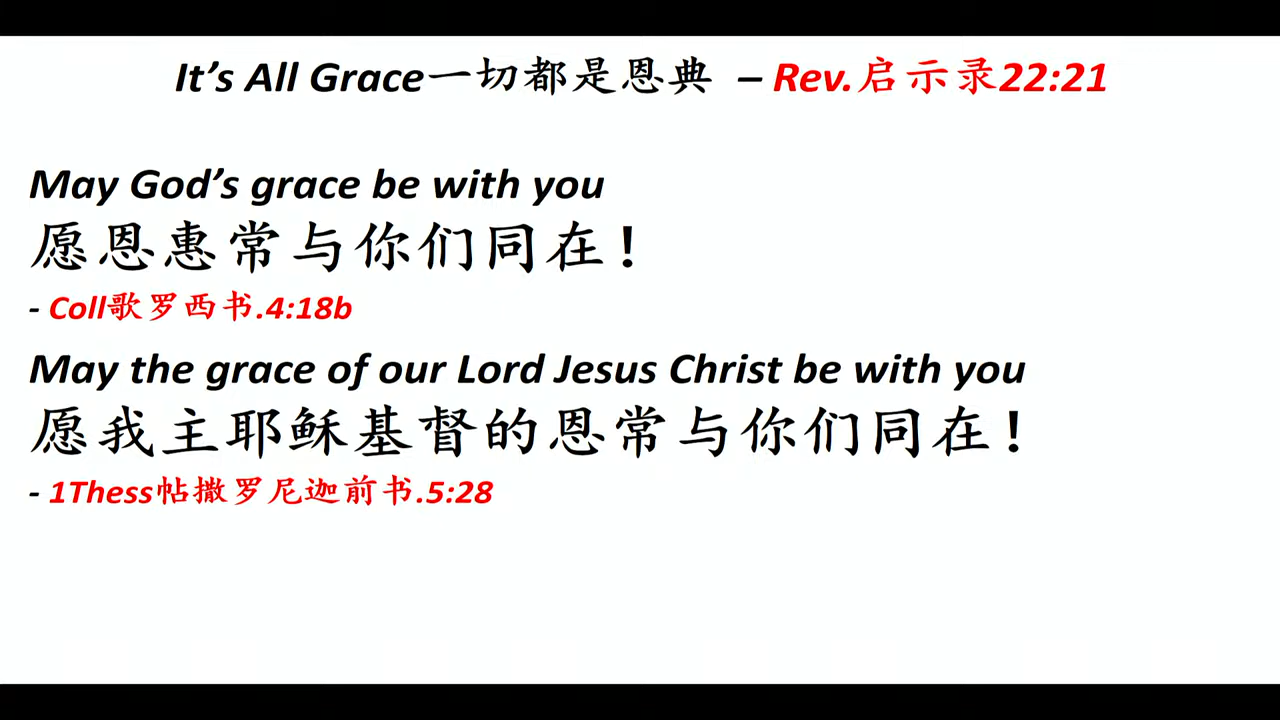 It’s All Grace一切都是恩典 – Rev.启示录22:21
May God’s grace be with you
愿恩惠常与你们同在！
- Coll歌罗西书.4:18b
May the grace of our Lord Jesus Christ be with you
愿我主耶稣基督的恩常与你们同在！
- 1Thess帖撒罗尼迦前书.5:28